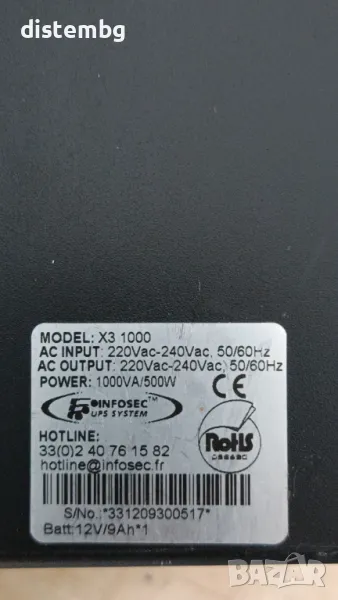 distembg
MODEL: X3 1000
AC INPUT: 220Vac-240Vac, 50/60Hz
AC OUTPUT: 220Vac-240Vac, 50/60Hz
POWER: 1000VA/500W
CE
INFOSEC™
UPS SYSTEM
RoHS
HOTLINE:
33(0)2 40 76 15 82
hotline@infosec.fr
S/No.:*331209300517*
Batt:12V/9Ah*1
BAZAR